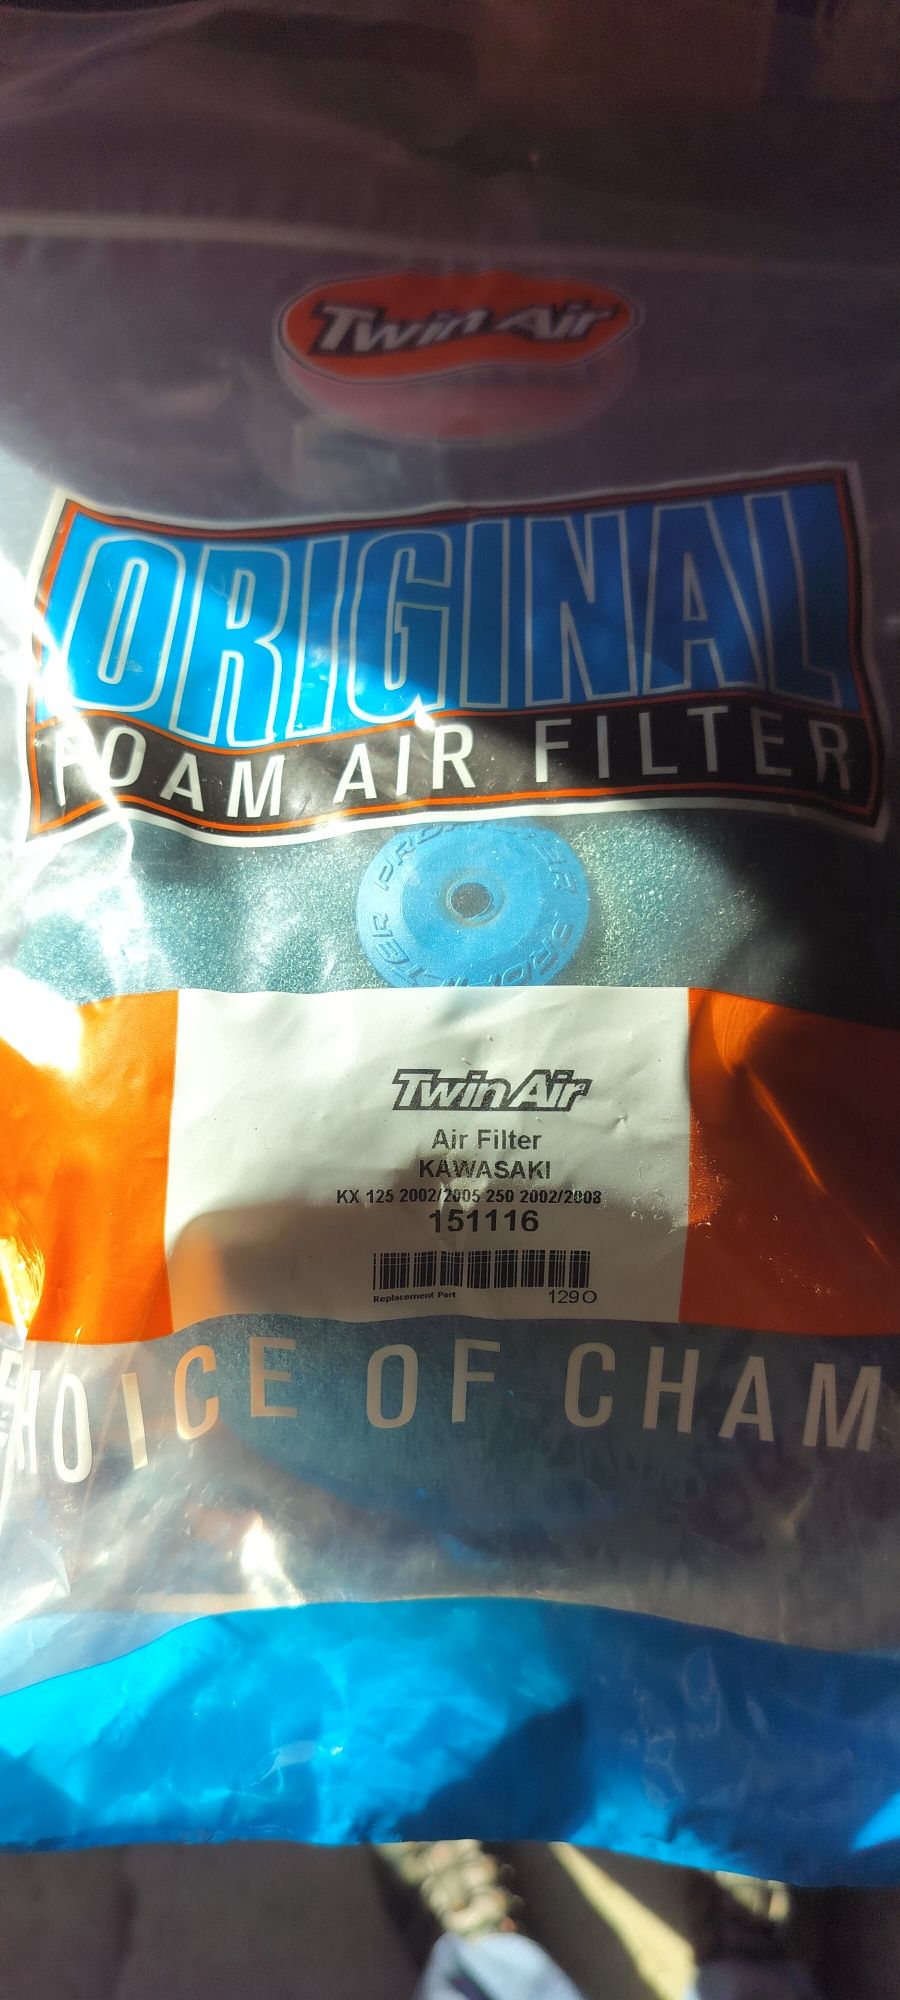 Twin Air
ORIGINAL
FOAM AIR FILTER
Twin Air
Air Filter
KAWASAKI
KX 125 2002/2005 250 2002/2008
151116
Replacement Part 129O
CHOICE OF CHAM